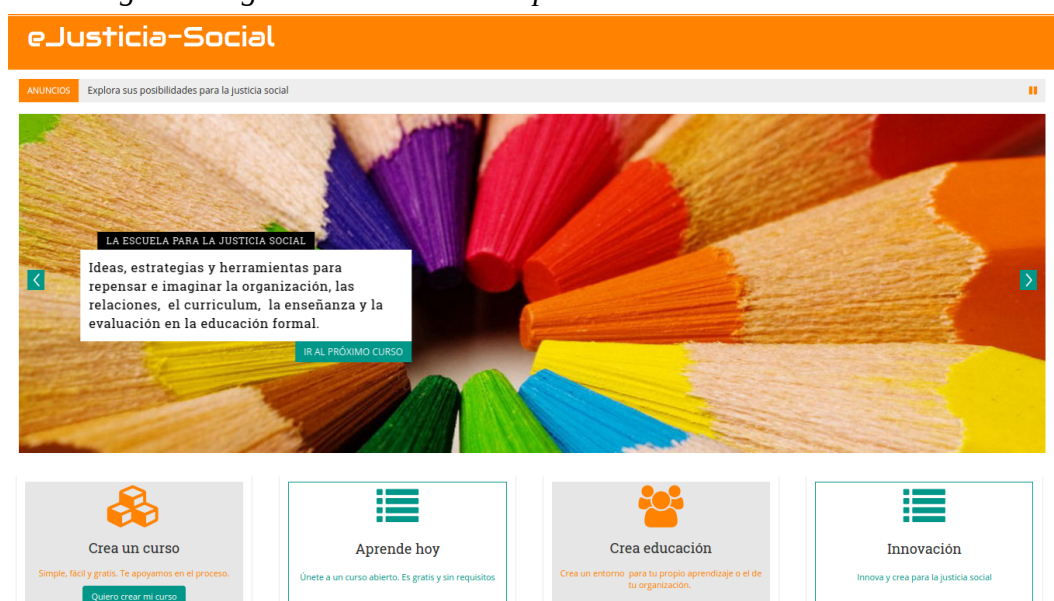 eJusticia-Social
ANUNCIOS Explora sus posibilidades para la justicia social
LA ESCUELA PARA LA JUSTICIA SOCIAL
Ideas, estrategias y herramientas para
repensar e imaginar la organización, las
relaciones, el curriculum, la enseñanza y la
evaluación en la educación formal.
IR AL PRÓXIMO CURSO
Crea un curso
Simple, fácil y gratis. Te apoyamos en el proceso.
Quiero crear mi curso
Aprende hoy
Únete a un curso abierto. Es gratis y sin requisitos
Crea educación
Crea un entorno para tu propio aprendizaje o el de
tu organización.
Innovación
Innova y crea para la justicia social